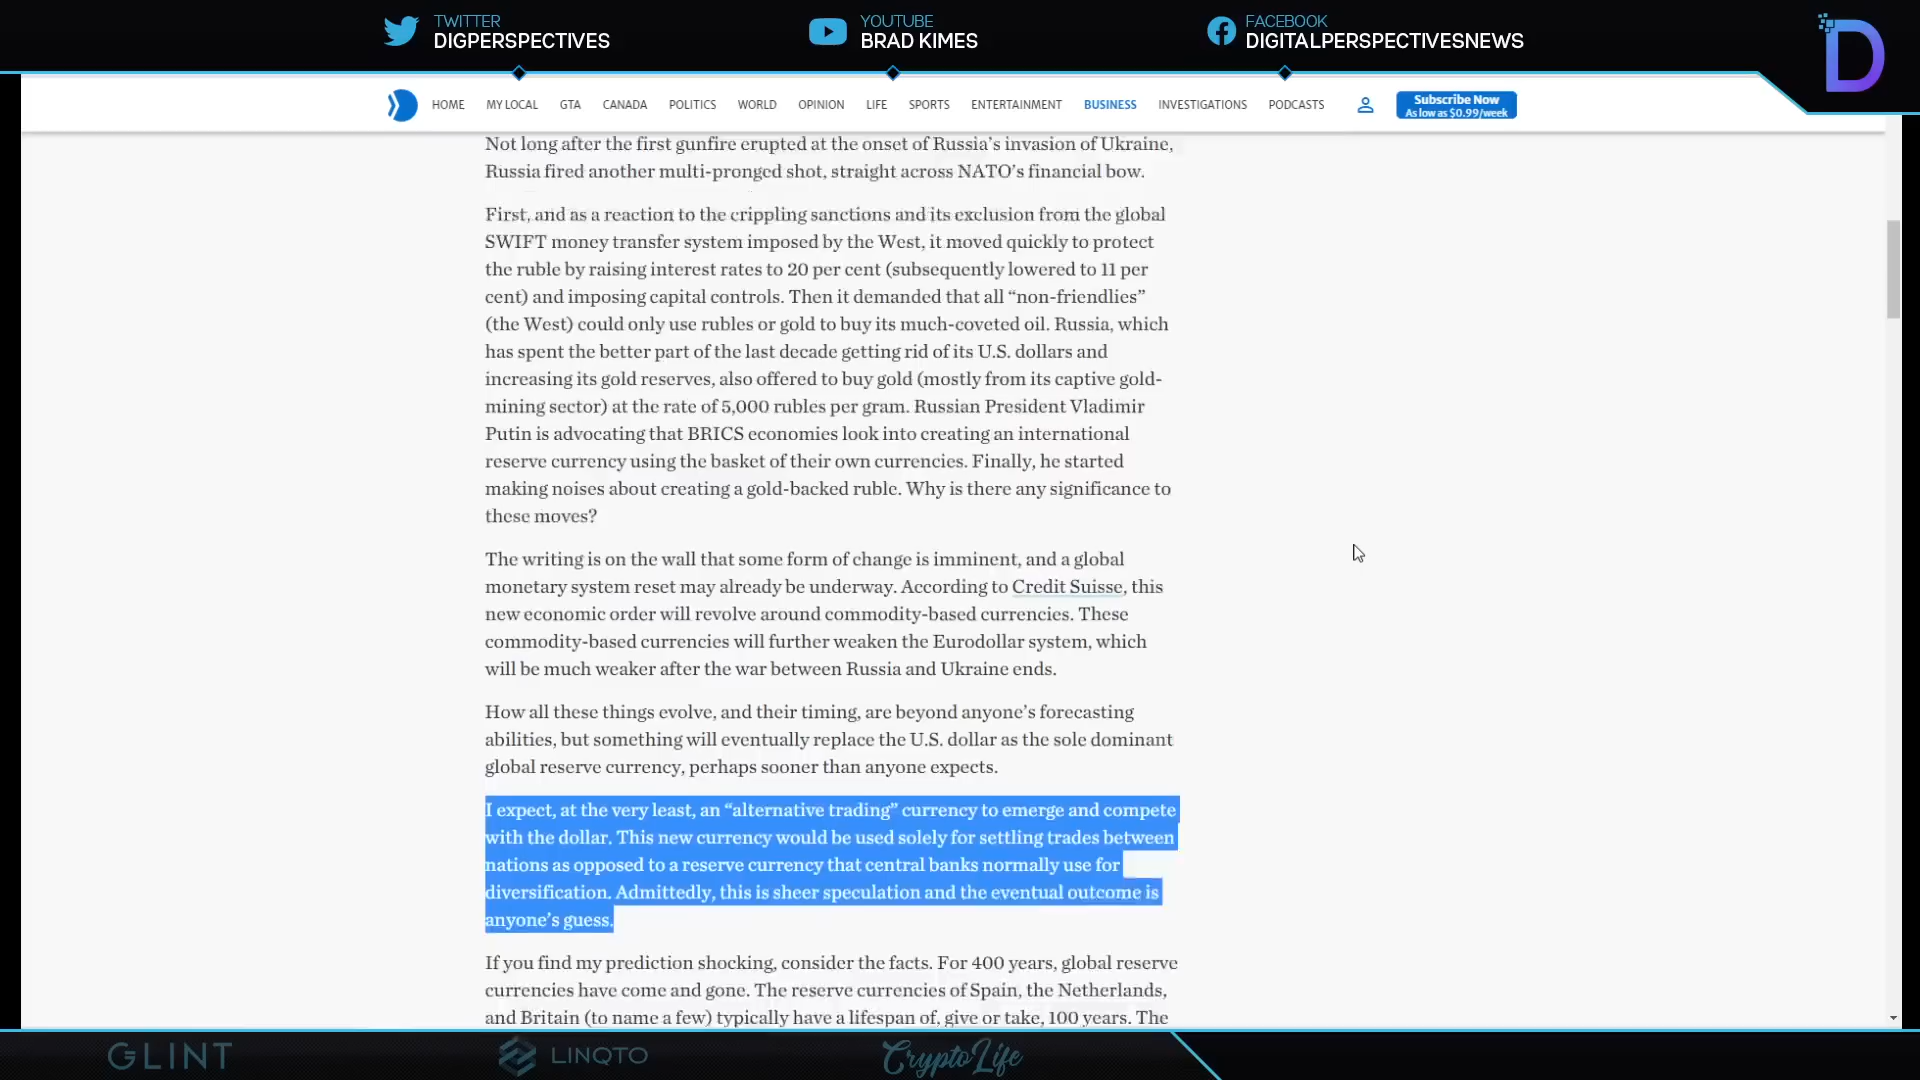 TWITTER
DIGPERSPECTIVES
YOUTUBE
BRAD KIMES
FACEBOOK
DIGITALPERSPECTIVESNEWS
D
HOME MY LOCAL GTA CANADA POLITICS WORLD OPINION LIFE SPORTS ENTERTAINMENT BUSINESS INVESTIGATIONS PODCASTS
Subscribe Now
As low as $0.99/week
Not long after the first gunfire erupted at the onset of Russia’s invasion of Ukraine,
Russia fired another multi-pronged shot, straight across NATO’s financial bow.
First, and as a reaction to the crippling sanctions and its exclusion from the global
SWIFT money transfer system imposed by the West, it moved quickly to protect
the ruble by raising interest rates to 20 per cent (subsequently lowered to 11 per
cent) and imposing capital controls. Then it demanded that all “non-friendlies”
(the West) could only use rubles or gold to buy its much-coveted oil. Russia, which
has spent the better part of the last decade getting rid of its U.S. dollars and
increasing its gold reserves, also offered to buy gold (mostly from its captive gold-
mining sector) at the rate of 5,000 rubles per gram. Russian President Vladimir
Putin is advocating that BRICS economies look into creating an international
reserve currency using the basket of their own currencies. Finally, he started
making noises about creating a gold-backed ruble. Why is there any significance to
these moves?
The writing is on the wall that some form of change is imminent, and a global
monetary system reset may already be underway. According to Credit Suisse, this
new economic order will revolve around commodity-based currencies. These
commodity-based currencies will further weaken the Eurodollar system, which
will be much weaker after the war between Russia and Ukraine ends.
How all these things evolve, and their timing, are beyond anyone’s forecasting
abilities, but something will eventually replace the U.S. dollar as the sole dominant
global reserve currency, perhaps sooner than anyone expects.
I expect, at the very least, an “alternative trading” currency to emerge and compete
with the dollar. This new currency would be used solely for settling trades between
nations as opposed to a reserve currency that central banks normally use for
diversification. Admittedly, this is sheer speculation and the eventual outcome is
anyone’s guess.
If you find my prediction shocking, consider the facts. For 400 years, global reserve
currencies have come and gone. The reserve currencies of Spain, the Netherlands,
and Britain (to name a few) typically have a lifespan of, give or take, 100 years. The
GLINT
LINQTO
CryptoLife